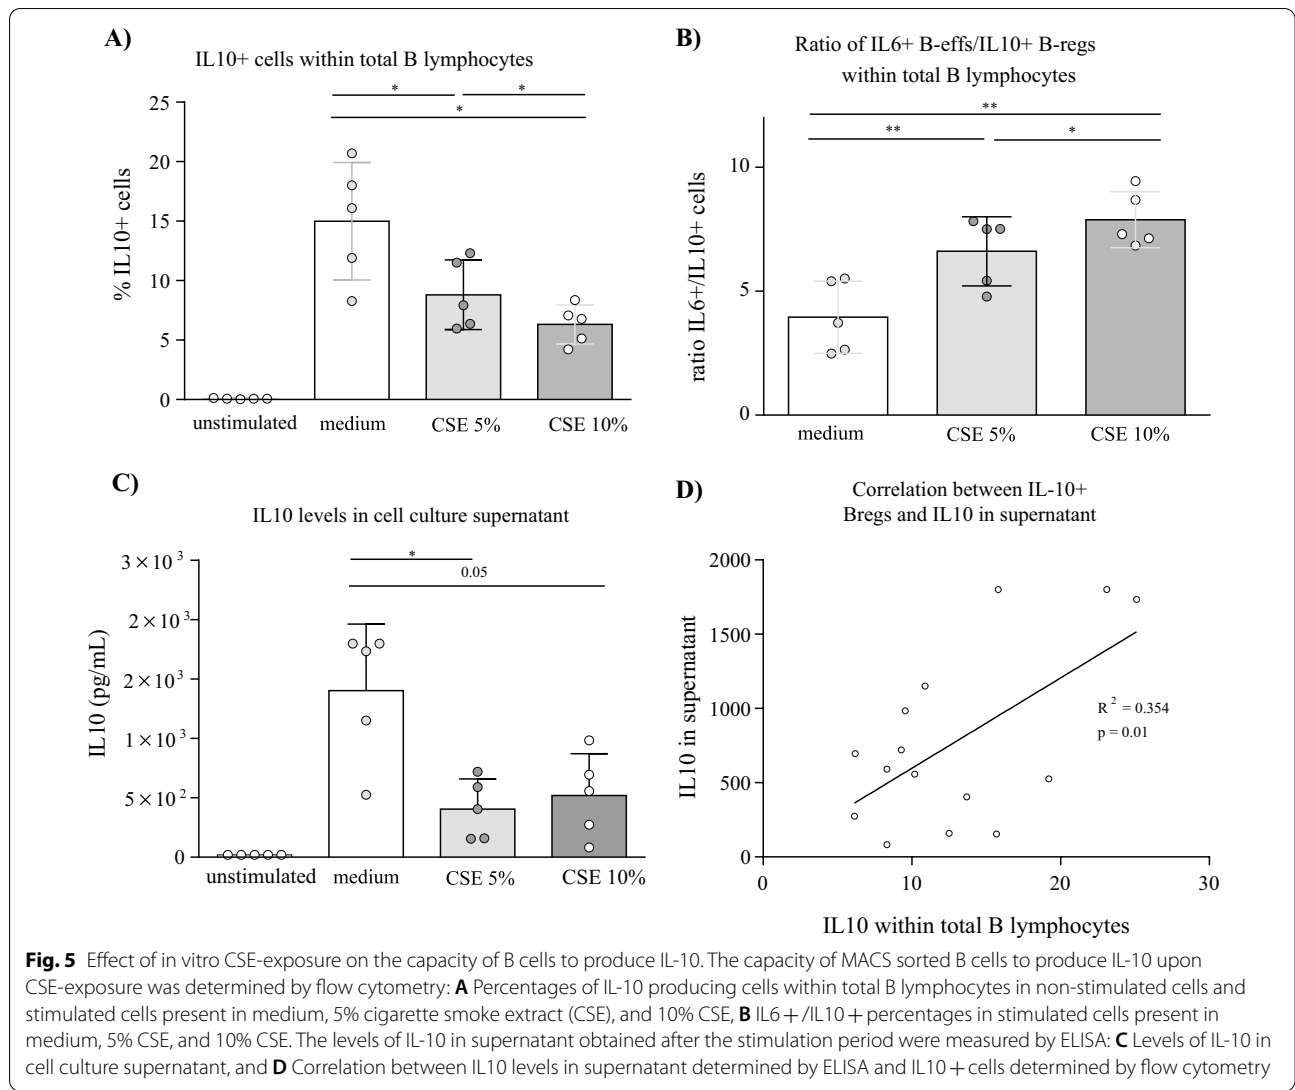 A)
IL10+ cells within total B lymphocytes
*
*
*
25
20
15
10
5
0
% IL10+ cells
unstimulated
medium
CSE 5%
CSE 10%
B)
Ratio of IL6+ B-effs/IL10+ B-regs
within total B lymphocytes
**
**
*
10
5
0
ratio IL6+/IL10+ cells
medium
CSE 5%
CSE 10%
C)
IL10 levels in cell culture supernatant
*
0.05
3 × 10 3
2 × 10 3
2 × 10 3
1 × 10 3
5 × 10 2
0
IL10 (pg/mL)
unstimulated
medium
CSE 5%
CSE 10%
D)
Correlation between IL-10+
Bregs and IL10 in supernatant
2000
1500
1000
500
0
IL10 in supernatant
R 2 = 0.354
p = 0.01
0
10
20
30
IL10 within total B lymphocytes
Fig. 5 Effect of in vitro CSE-exposure on the capacity of B cells to produce IL-10. The capacity of MACS sorted B cells to produce IL-10 upon
CSE-exposure was determined by flow cytometry: A Percentages of IL-10 producing cells within total B lymphocytes in non-stimulated cells and
stimulated cells present in medium, 5% cigarette smoke extract (CSE), and 10% CSE, B IL6+/IL10+ percentages in stimulated cells present in
medium, 5% CSE, and 10% CSE. The levels of IL-10 in supernatant obtained after the stimulation period were measured by ELISA: C Levels of IL-10 in
cell culture supernatant, and D Correlation between IL10 levels in supernatant determined by ELISA and IL10+ cells determined by flow cytometry